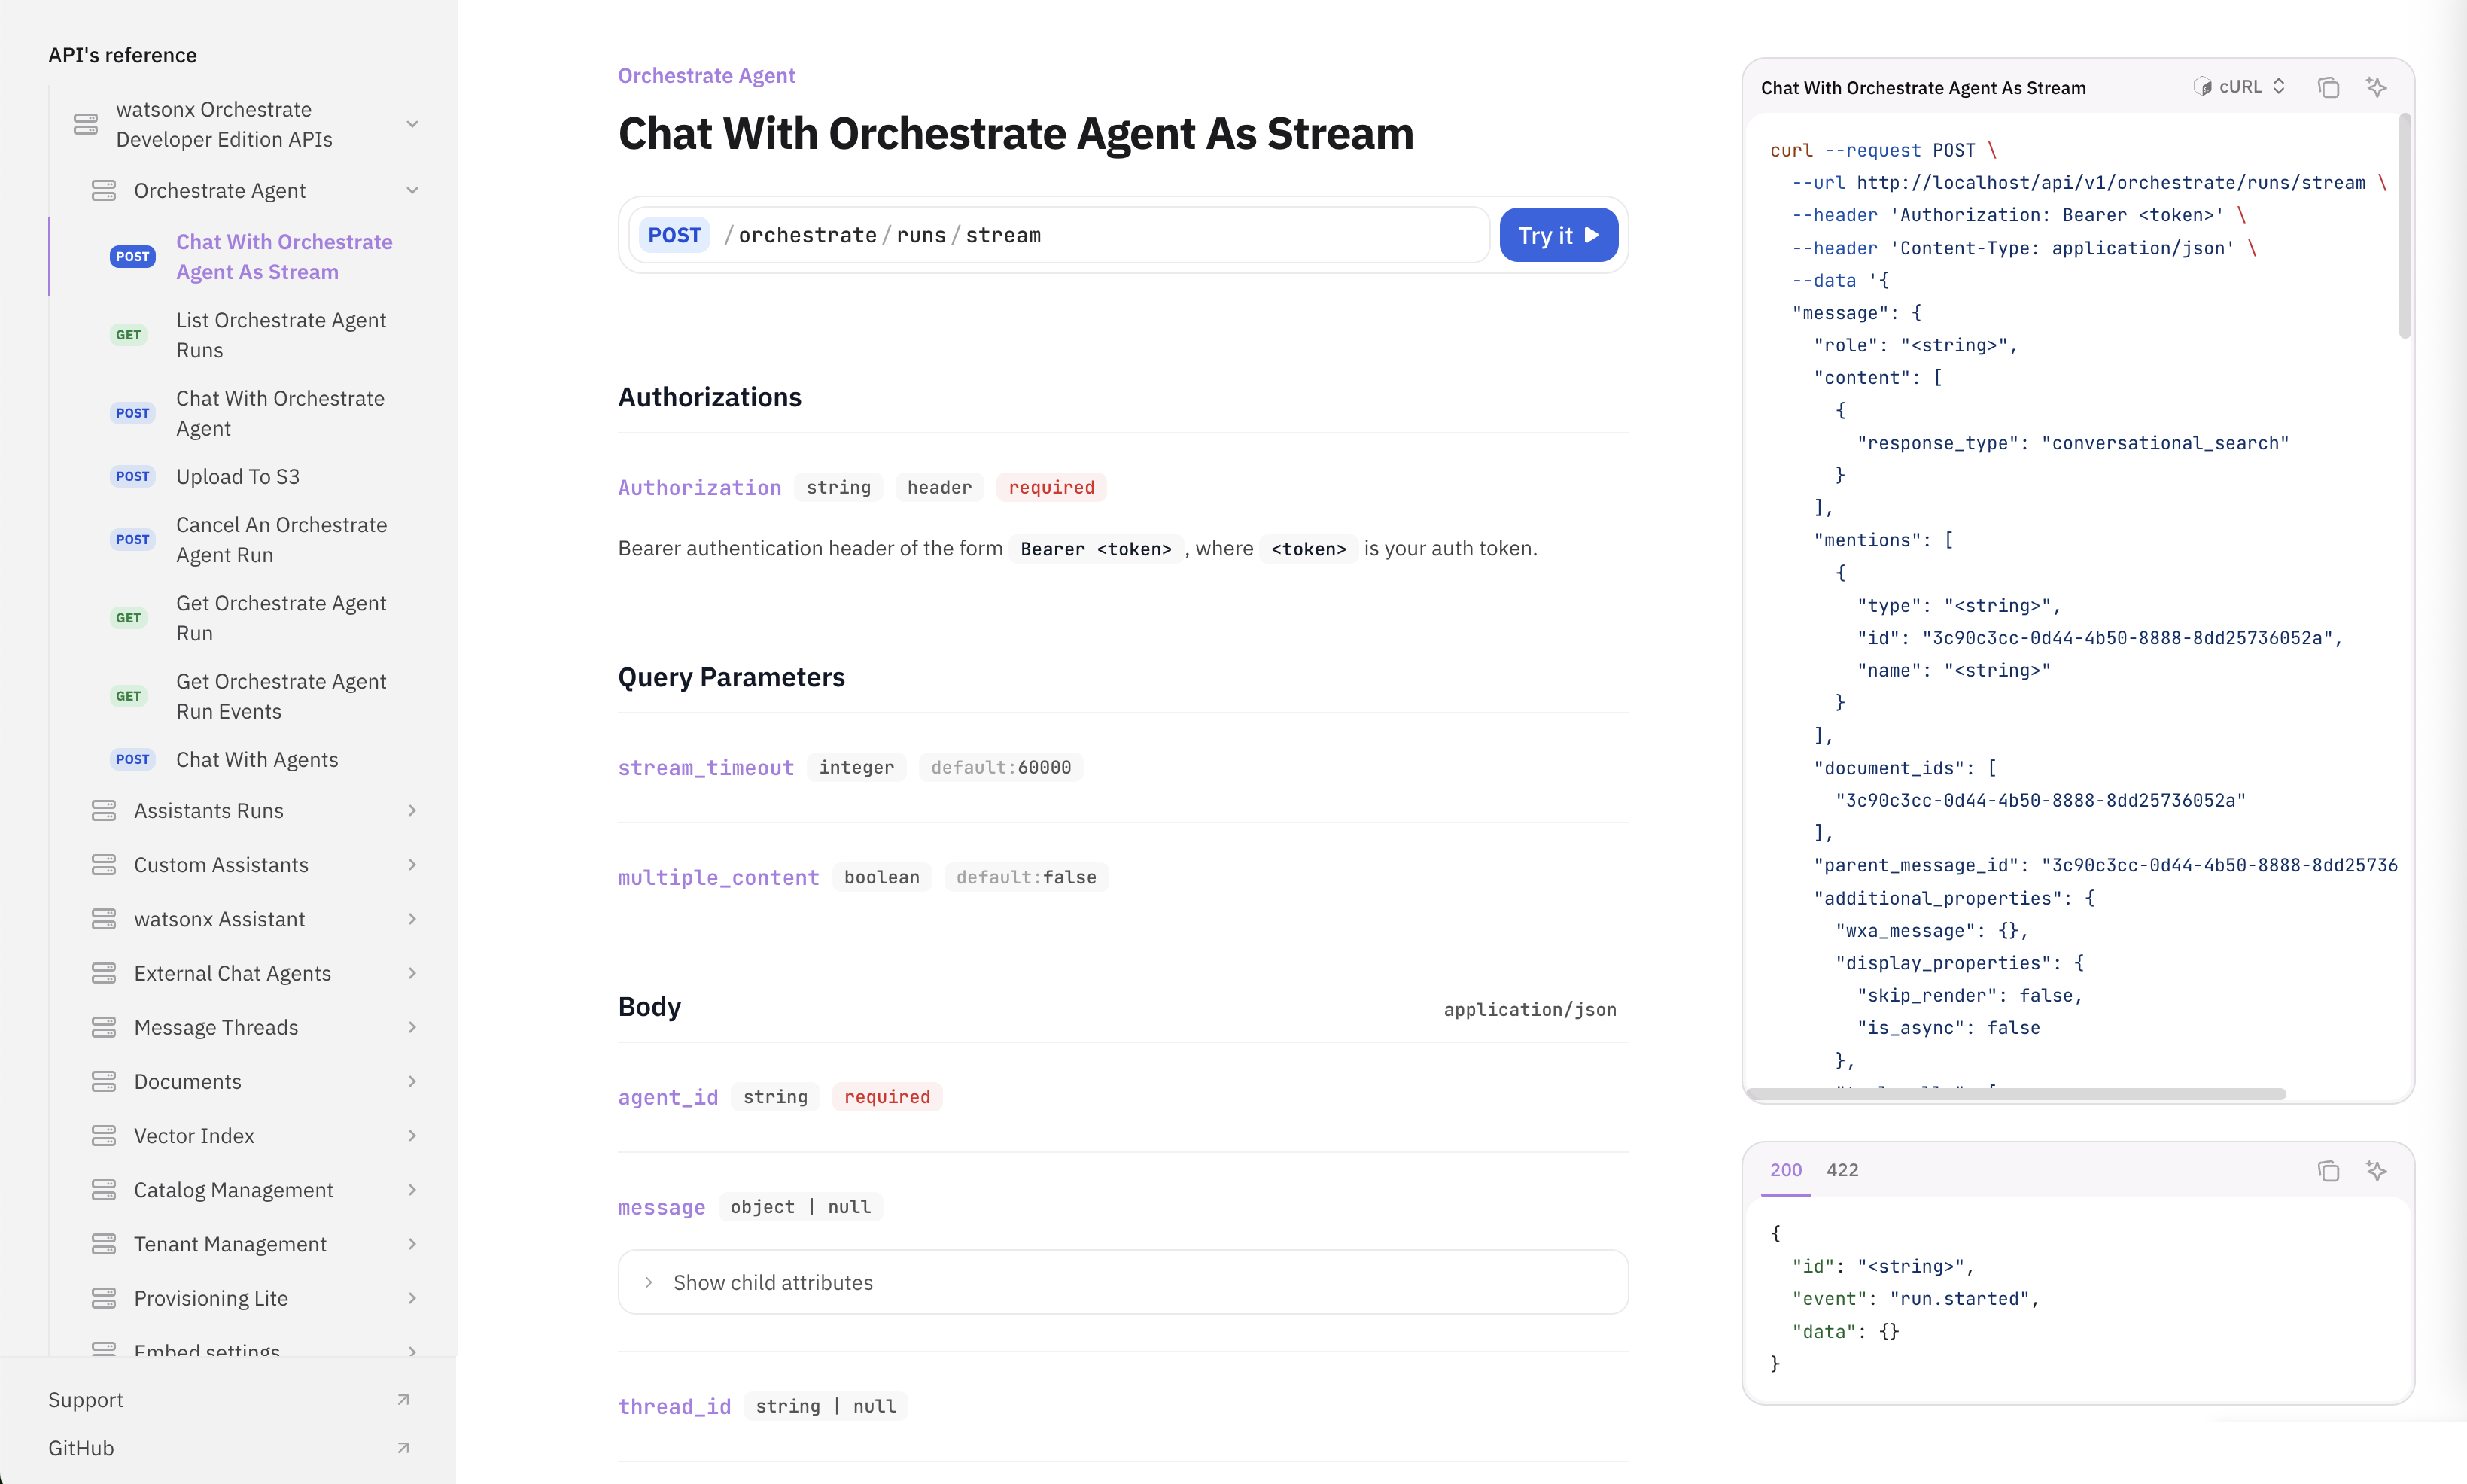 API's reference
watsonx Orchestrate
Developer Edition APIs
Orchestrate Agent
POST
Chat With Orchestrate
Agent As Stream
GET
List Orchestrate Agent
Runs
POST
Chat With Orchestrate
Agent
POST
Upload To S3
POST
Cancel An Orchestrate
Agent Run
GET
Get Orchestrate Agent
Run
GET
Get Orchestrate Agent
Run Events
POST
Chat With Agents
Assistants Runs
Custom Assistants
watsonx Assistant
External Chat Agents
Message Threads
Documents
Vector Index
Catalog Management
Tenant Management
Provisioning Lite
Embed settings
Support
GitHub
Orchestrate Agent
Chat With Orchestrate Agent As Stream
POST /orchestrate/runs/stream
Try it
Authorizations
Authorization string header required
Bearer authentication header of the form Bearer <token> , where <token> is your auth token.
Query Parameters
stream_timeout integer default:60000
multiple_content boolean default:false
Body application/json
agent_id string required
message object | null
Show child attributes
thread_id string | null
Chat With Orchestrate Agent As Stream cURL
curl --request POST \
--url http://localhost/api/v1/orchestrate/runs/stream \
--header 'Authorization: Bearer <token>' \
--header 'Content-Type: application/json' \
--data '{
"message": {
"role": "<string>",
"content": [
{
"response_type": "conversational_search"
}
],
"mentions": [
{
"type": "<string>",
"id": "3c90c3cc-0d44-4b50-8888-8dd25736052a",
"name": "<string>"
}
],
"document_ids": [
"3c90c3cc-0d44-4b50-8888-8dd25736052a"
],
"parent_message_id": "3c90c3cc-0d44-4b50-8888-8dd25736
"additional_properties": {
"wxa_message": {},
"display_properties": {
"skip_render": false,
"is_async": false
},
200 422
{
"id": "<string>",
"event": "run.started",
"data": {}
}